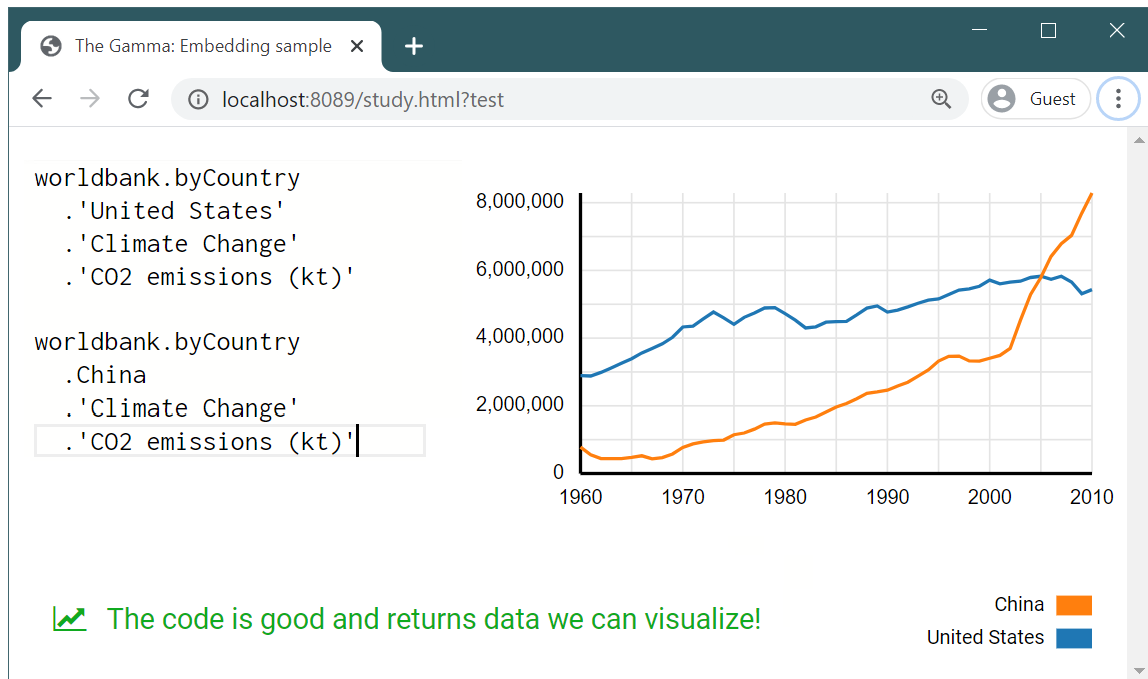 The Gamma: Embedding sample
localhost:8089/study.html?test
Guest
worldbank.byCountry
.'United States'
.'Climate Change'
.'CO2 emissions (kt)'
worldbank.byCountry
.China
.'Climate Change'
.'CO2 emissions (kt)'
8,000,000
6,000,000
4,000,000
2,000,000
0
1960 1970 1980 1990 2000 2010
The code is good and returns data we can visualize!
China
United States